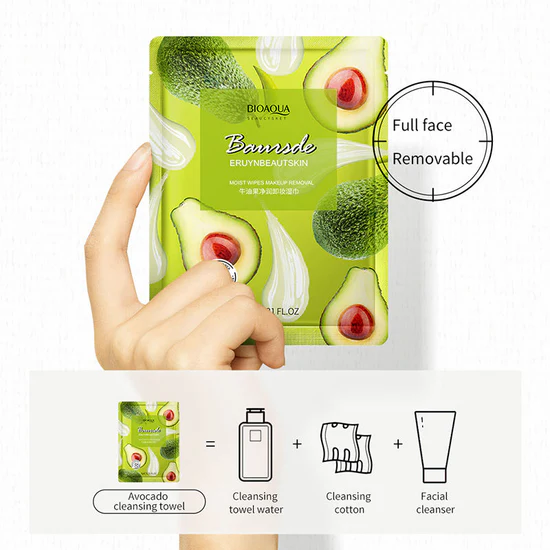 BIOAQUA
Bamrsde
ERUYNBEAUTSKIN
MOIST WIPES MAKEUP REMOVAL
牛油果净润卸妆湿巾
FL.OZ
Full face
Removable
=
+
+
Avocado
cleansing towel
Cleansing
towel water
Cleansing
cotton
Facial
cleanser